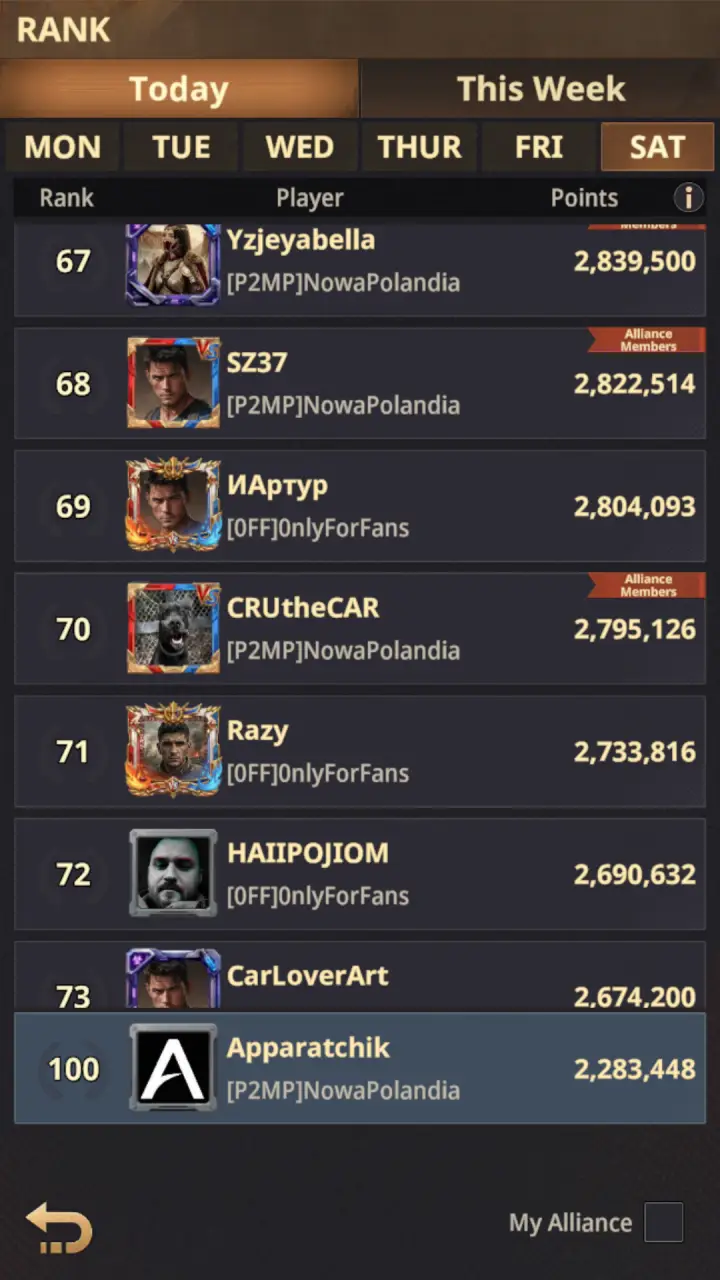 RANK
Today
This Week
MON
TUE
WED
THUR
FRI
SAT
Rank
Player
Points
67
Yzjeyabella
[P2MP]NowaPolandia
Members
2,839,500
68
SZ37
[P2MP]NowaPolandia
Alliance
Members
2,822,514
69
ИАртур
[0FF]0nlyForFans
2,804,093
70
CRUtheCAR
[P2MP]NowaPolandia
Alliance
Members
2,795,126
71
Razy
[0FF]0nlyForFans
2,733,816
72
HAIIPOJIOM
[0FF]0nlyForFans
2,690,632
73
CarLoverArt
2,674,200
100
Apparatchik
[P2MP]NowaPolandia
2,283,448
My Alliance